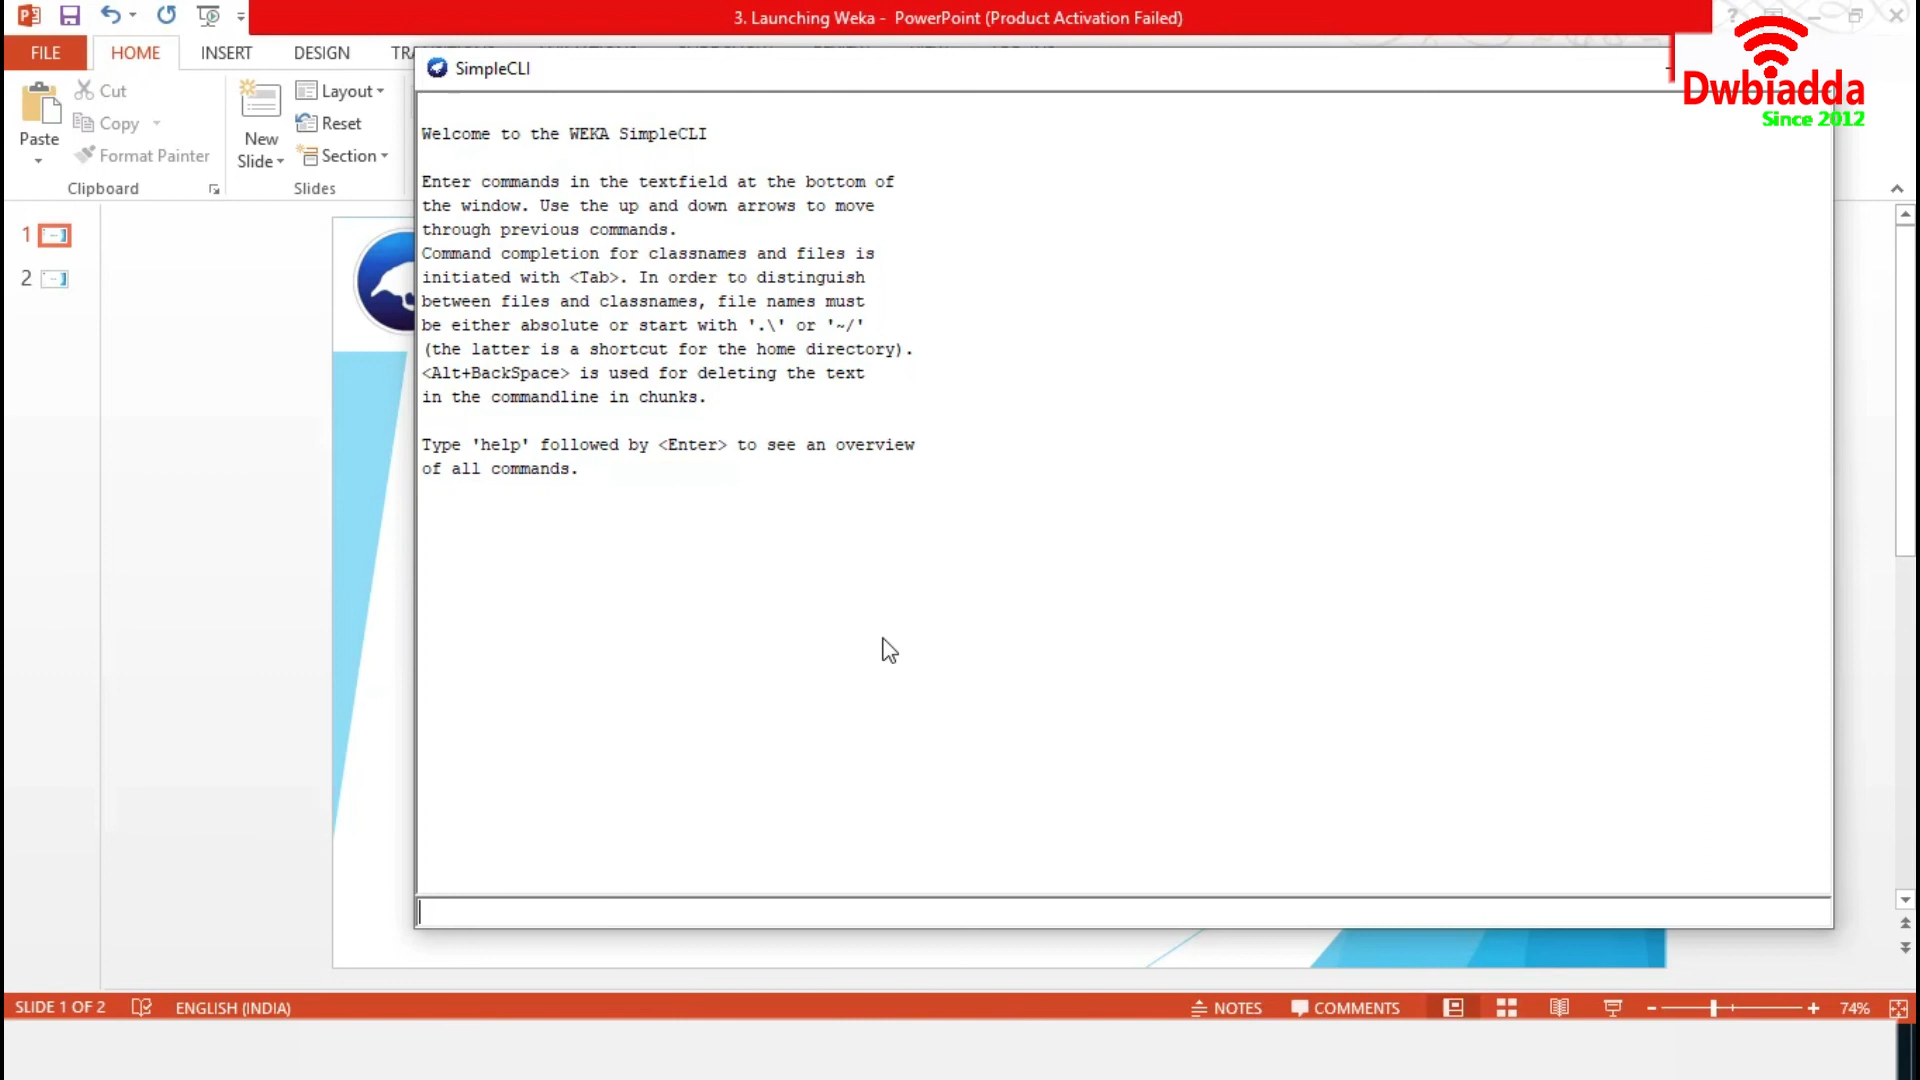 3. Launching Weka - PowerPoint (Product Activation Failed)
FILE
HOME
INSERT
DESIGN
SimpleCLI
Dwbiadda
Since 2012
Paste
Cut
Copy
Format Painter
Clipboard
New
Slide
Layout
Reset
Section
Slides
1
2
Welcome to the WEKA SimpleCLI
Enter commands in the textfield at the bottom of
the window. Use the up and down arrows to move
through previous commands.
Command completion for classnames and files is
initiated with <Tab>. In order to distinguish
between files and classnames, file names must
be either absolute or start with '.\' or '~/'
(the latter is a shortcut for the home directory).
<Alt+BackSpace> is used for deleting the text
in the commandline in chunks.
Type 'help' followed by <Enter> to see an overview
of all commands.
SLIDE 1 OF 2
ENGLISH (INDIA)
NOTES
COMMENTS
74%